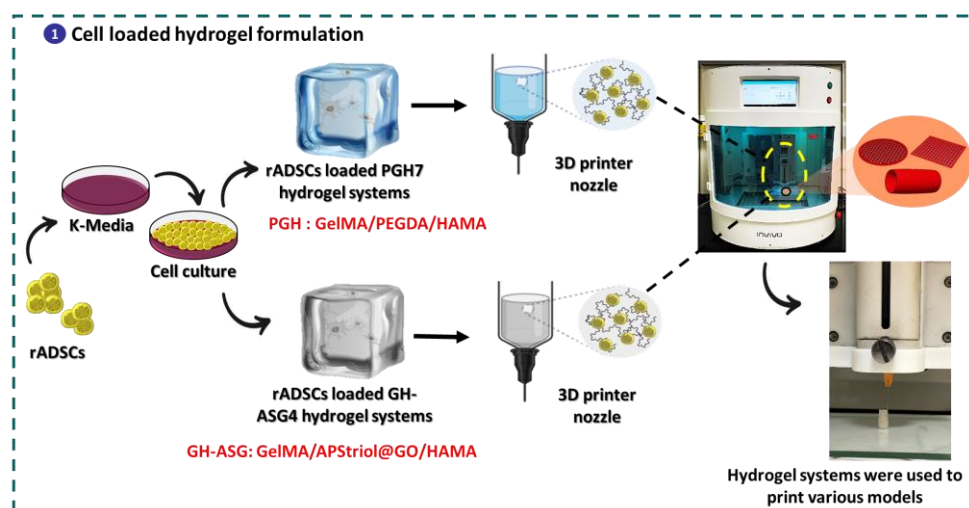 1 Cell loaded hydrogel formulation
K-Media
Cell culture
rADSCs
rADSCs loaded PGH7
hydrogel systems
PGH : GelMA/PEGDA/HAMA
3D printer
nozzle
rADSCs loaded GH-
ASG4 hydrogel systems
GH-ASG: GelMA/APStriol@GO/HAMA
3D printer
nozzle
INVIVO
Hydrogel systems were used to
print various models